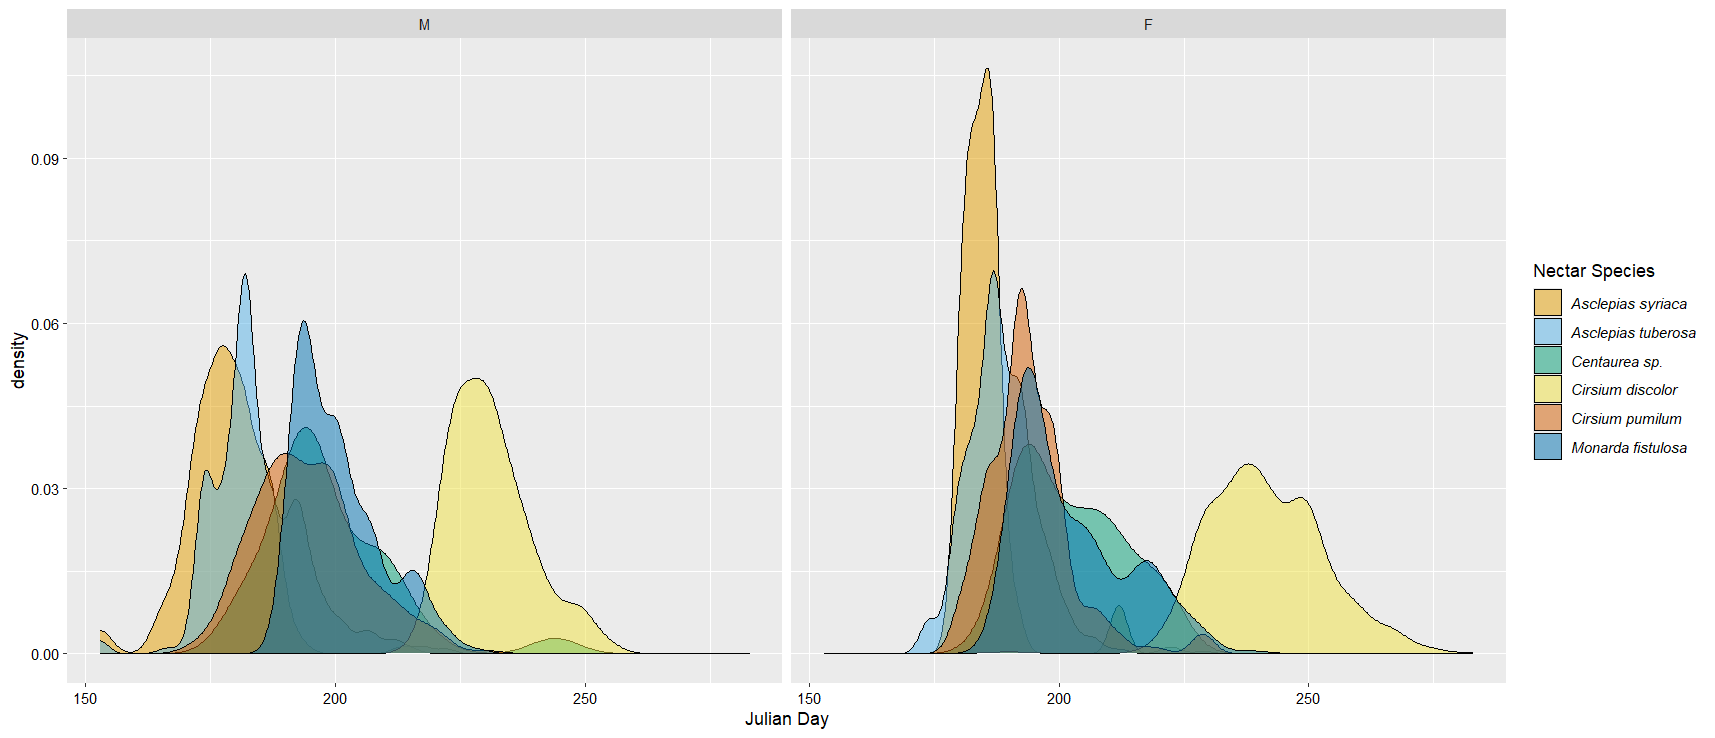 M
F
density
0.09
0.06
0.03
0.00
150
200
250
150
200
250
Julian Day
Nectar Species
Asclepias syriaca
Asclepias tuberosa
Centaurea sp.
Cirsium discolor
Cirsium pumilum
Monarda fistulosa